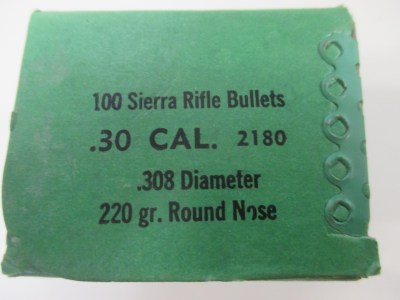 100 Sierra Rifle Bullets
.30 CAL. 2180
.308 Diameter
220 gr. Round Nose